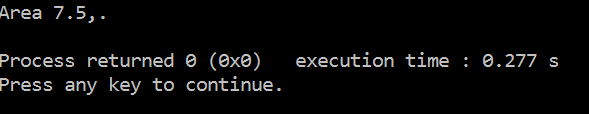 Area 7.5,.
Process returned 0 (0x0)   execution time : 0.277 s
Press any key to continue.